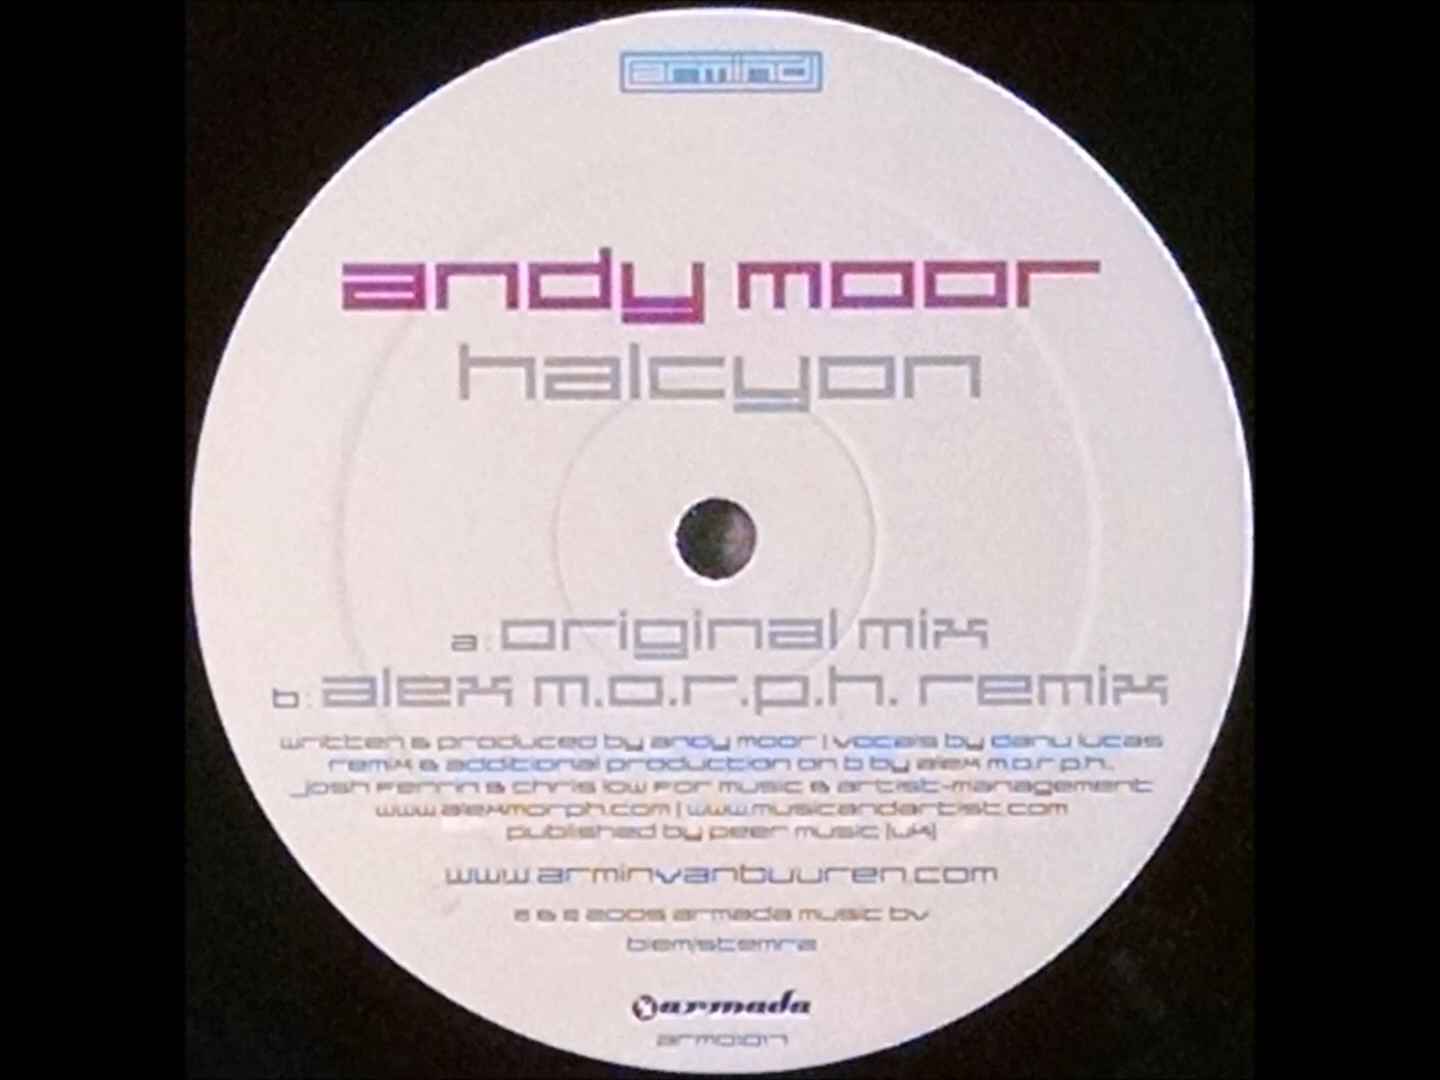 armind
andy moor
halcyon
a: original mix
b: alex m.o.r.p.h. remix
written & produced by andy moor | vocals by daru lucas
remix & additional production on b by alex m.o.r.p.h.
josh ferrin & chris low for music & artist-management
www.alexmorph.com | www.musicandartist.com
published by peer music [uk]
www.arminvanbuuren.com
℗ & © 2005 armada music bv
biem/stemra
armada
armd1017